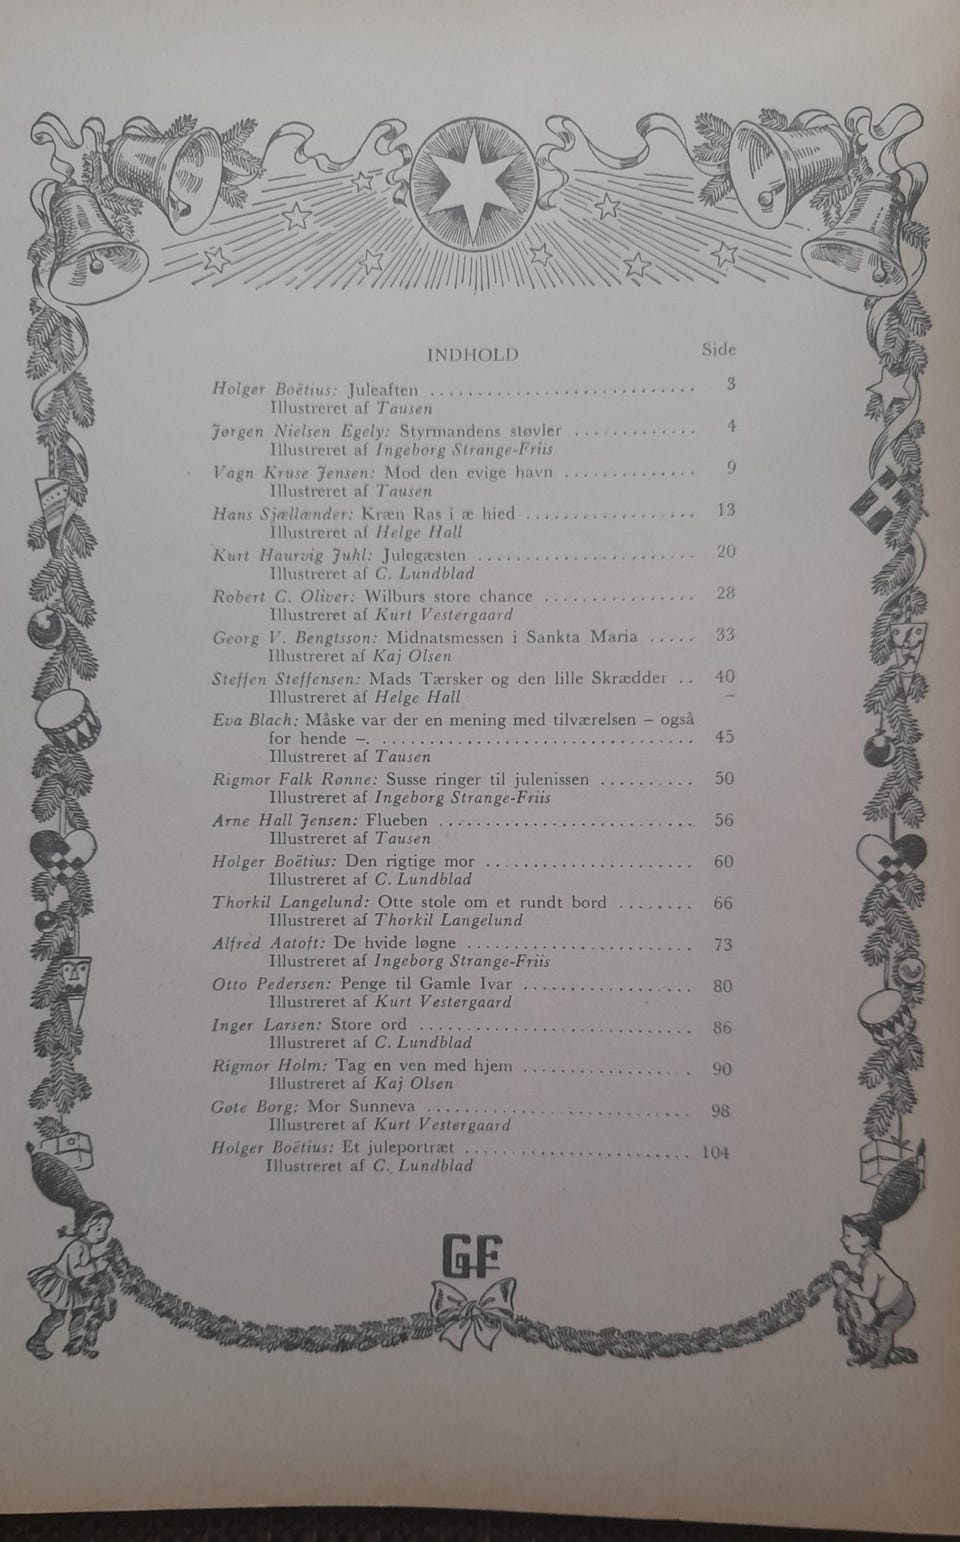 INDHOLD
Side
Holger Boëtius: Juleaften .............................. 3
Illustreret af Tausen
Jørgen Nielsen Egely: Styrmandens støvler ............. 4
Illustreret af Ingeborg Strange-Friis
Vagn Kruse Jensen: Mod den evige havn .............. 9
Illustreret af Tausen
Hans Sjællænder: Kræn Ras i æ hied .................. 13
Illustreret af Helge Hall
Kurt Haurvig Juhl: Julegæsten ........................ 20
Illustreret af C. Lundblad
Robert C. Oliver: Wilburs store chance ................ 28
Illustreret af Kurt Vestergaard
Georg V. Bengtsson: Midnatsmessen i Sankta Maria ..... 33
Illustreret af Kaj Olsen
Steffen Steffensen: Mads Tærsker og den lille Skrædder .. 40
Illustreret af Helge Hall
Eva Blach: Måske var der en mening med tilværelsen – også
for hende –. ................................. 45
Illustreret af Tausen
Rigmor Falk Rønne: Susse ringer til julenissen .......... 50
Illustreret af Ingeborg Strange-Friis
Arne Hall Jensen: Flueben ........................... 56
Illustreret af Tausen
Holger Boëtius: Den rigtige mor ...................... 60
Illustreret af C. Lundblad
Thorkil Langelund: Otte stole om et rundt bord ........ 66
Illustreret af Thorkil Langelund
Alfred Aatoft: De hvide løgne ........................ 73
Illustreret af Ingeborg Strange-Friis
Otto Pedersen: Penge til Gamle Ivar .................. 80
Illustreret af Kurt Vestergaard
Inger Larsen: Store ord ............................. 86
Illustreret af C. Lundblad
Rigmor Holm: Tag en ven med hjem .................. 90
Illustreret af Kaj Olsen
Gøte Borg: Mor Sunneva ............................ 98
Illustreret af Kurt Vestergaard
Holger Boëtius: Et juleportræt ........................ 104
Illustreret af C. Lundblad
GF